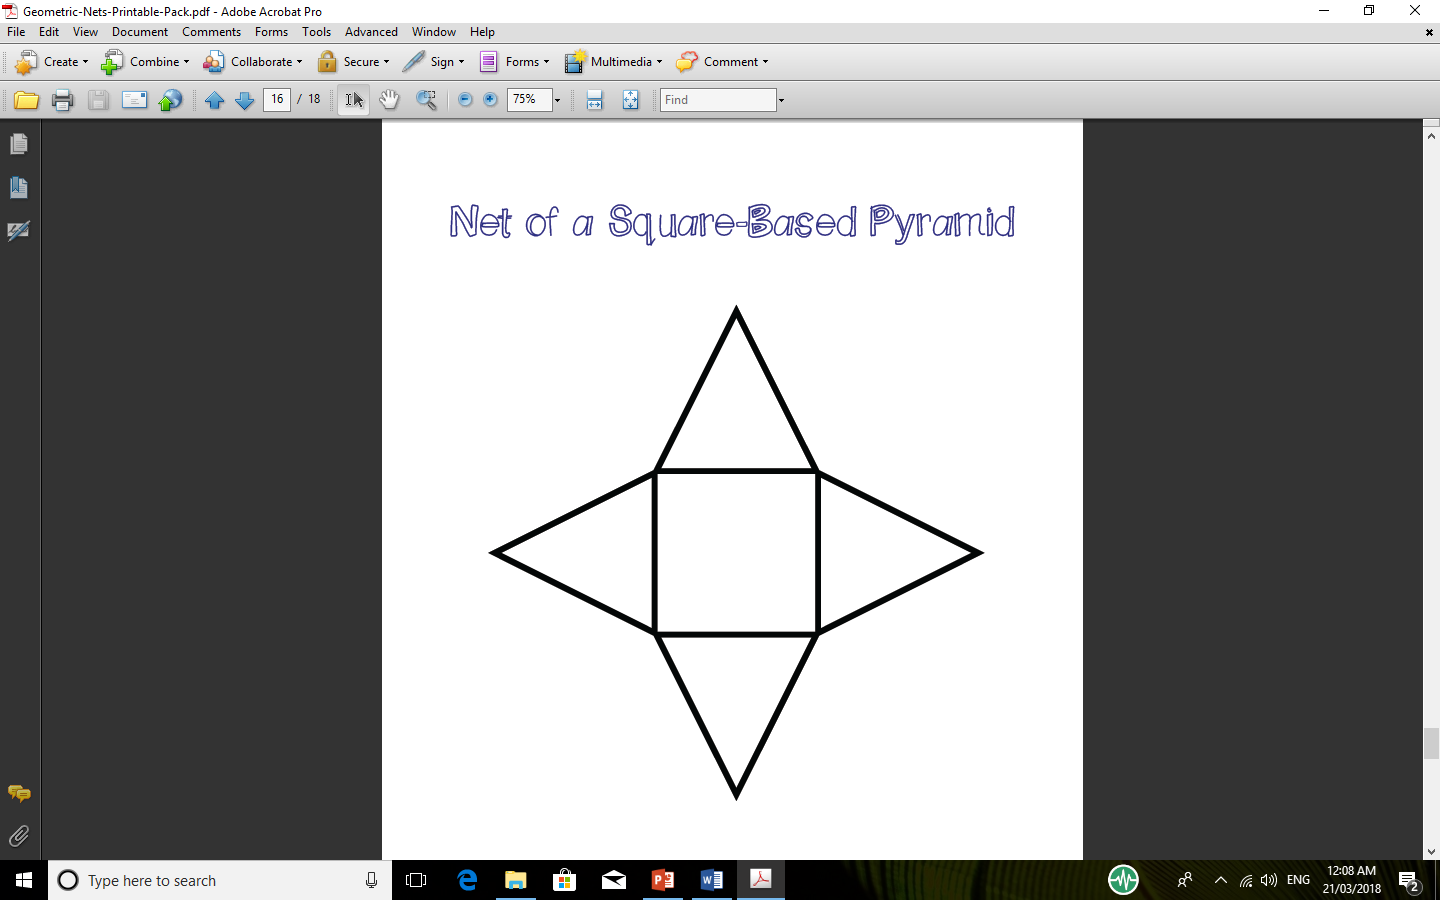 Geometric-Nets-Printable-Pack.pdf - Adobe Acrobat Pro
File Edit View Document Comments Forms Tools Advanced Window Help
Create Combine Collaborate Secure Sign Forms Multimedia Comment
16 / 18 75% Find
Net of a Square-Based Pyramid
Type here to search
ENG
12:08 AM
21/03/2018
2